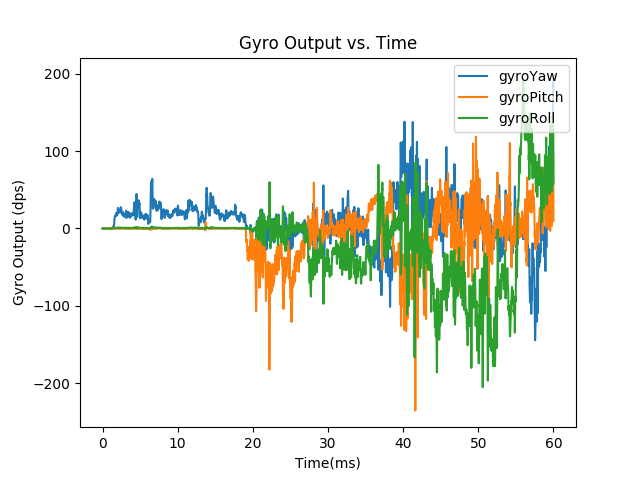 Gyro Output vs. Time
gyroYaw
gyroPitch
gyroRoll
Gyro Output (dps)
200
100
0
−100
−200
0 10 20 30 40 50 60
Time(ms)